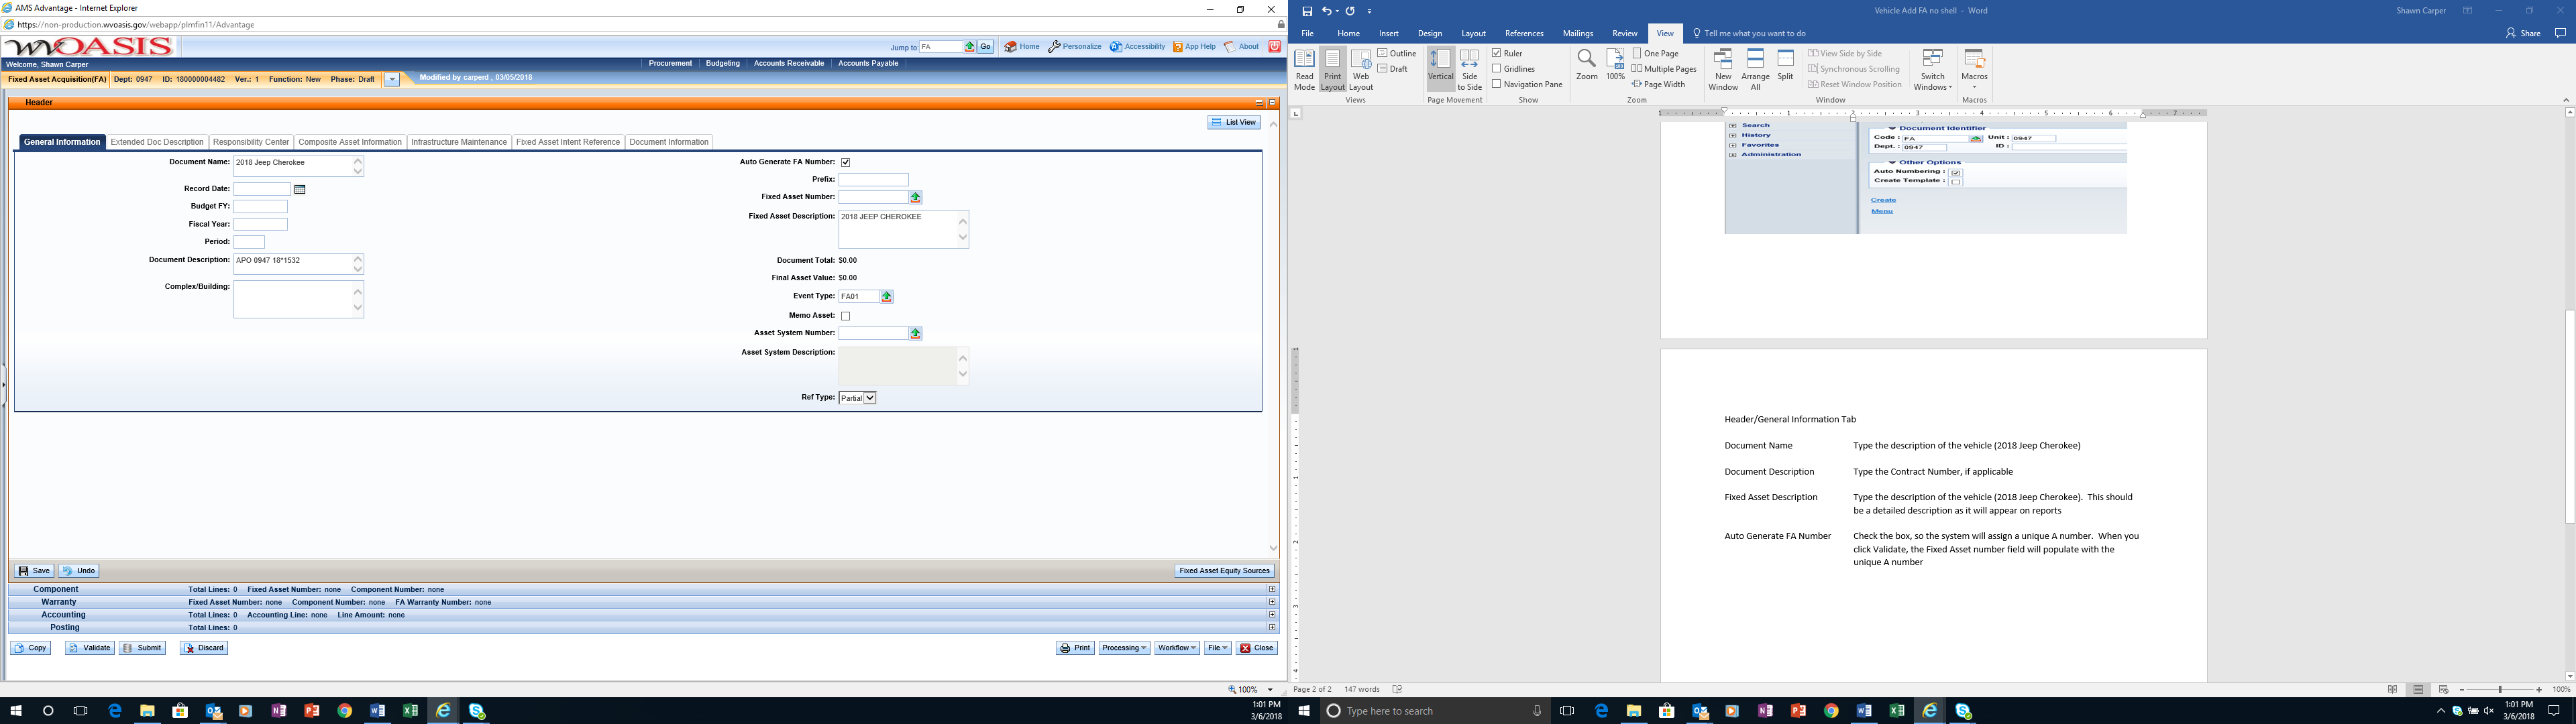 AMS Advantage - Internet Explorer
https://non-production.wvoasis.gov/webapp/plmfin11/Advantage
wvOASIS
Jump to: FA Go Home Personalize Accessibility App Help About
Welcome, Shawn Carper
Procurement Budgeting Accounts Receivable Accounts Payable
Fixed Asset Acquisition(FA) Dept: 0947 ID: 180000004482 Ver.: 1 Function: New Phase: Draft Modified by carperd , 03/05/2018
Header
List View
General Information Extended Doc Description Responsibility Center Composite Asset Information Infrastructure Maintenance Fixed Asset Intent Reference Document Information
Document Name: 2018 Jeep Cherokee
Record Date:
Budget FY:
Fiscal Year:
Period:
Document Description: APO 0947 18*1532
Complex/Building:
Auto Generate FA Number:
Prefix:
Fixed Asset Number:
Fixed Asset Description: 2018 JEEP CHEROKEE
Document Total: $0.00
Final Asset Value: $0.00
Event Type: FA01
Memo Asset:
Asset System Number:
Asset System Description:
Ref Type: Partial
Save Undo Fixed Asset Equity Sources
Component Total Lines: 0 Fixed Asset Number: none Component Number: none
Warranty Fixed Asset Number: none Component Number: none FA Warranty Number: none
Accounting Total Lines: 0 Accounting Line: none Line Amount: none
Posting Total Lines: 0
Copy Validate Submit Discard Print Processing Workflow File Close
100%
1:01 PM
3/6/2018
Vehicle Add FA no shell - Word
Shawn Carper
File Home Insert Design Layout References Mailings Review View Tell me what you want to do Share
Read Mode
Print Layout
Web Layout
Outline
Draft
Views
Vertical
Side to Side
Page Movement
Ruler
Gridlines
Navigation Pane
Show
Zoom
100%
One Page
Multiple Pages
Page Width
Zoom
New Window
Arrange All
Split
View Side by Side
Synchronous Scrolling
Reset Window Position
Window
Switch Windows
Macros
Macros
Search
History
Favorites
Administration
Document Identifier
Code : FA Unit : 0947
Dept. : 0947 ID :
Other Options
Auto Numbering :
Create Template :
Create
Menu
Header/General Information Tab
Document Name Type the description of the vehicle (2018 Jeep Cherokee)
Document Description Type the Contract Number, if applicable
Fixed Asset Description Type the description of the vehicle (2018 Jeep Cherokee). This should
be a detailed description as it will appear on reports
Auto Generate FA Number Check the box, so the system will assign a unique A number. When you
click Validate, the Fixed Asset number field will populate with the
unique A number
Page 2 of 2 147 words
100%
Type here to search
1:01 PM
3/6/2018